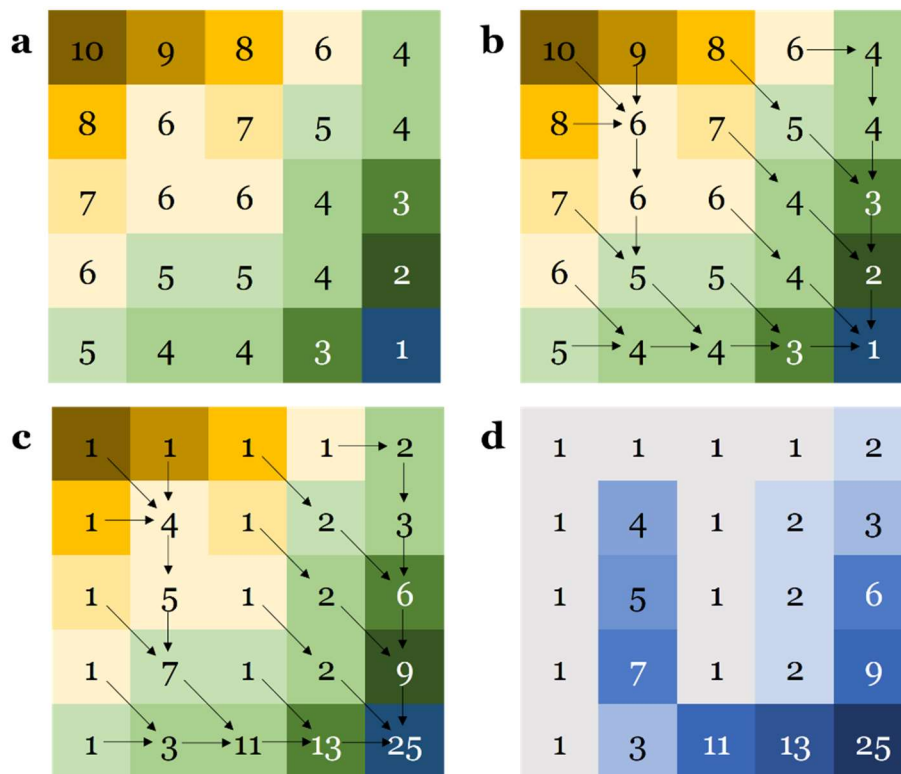 a
10 9 8 6 4
8 6 7 5 4
7 6 6 4 3
6 5 5 4 2
5 4 4 3 1
b
10 9 8 6 4
8 6 7 5 4
7 6 6 4 3
6 5 5 4 2
5 4 4 3 1
c
1 1 1 1 2
1 4 1 2 3
1 5 1 2 6
1 7 1 2 9
1 3 11 13 25
d
1 1 1 1 2
1 4 1 2 3
1 5 1 2 6
1 7 1 2 9
1 3 11 13 25